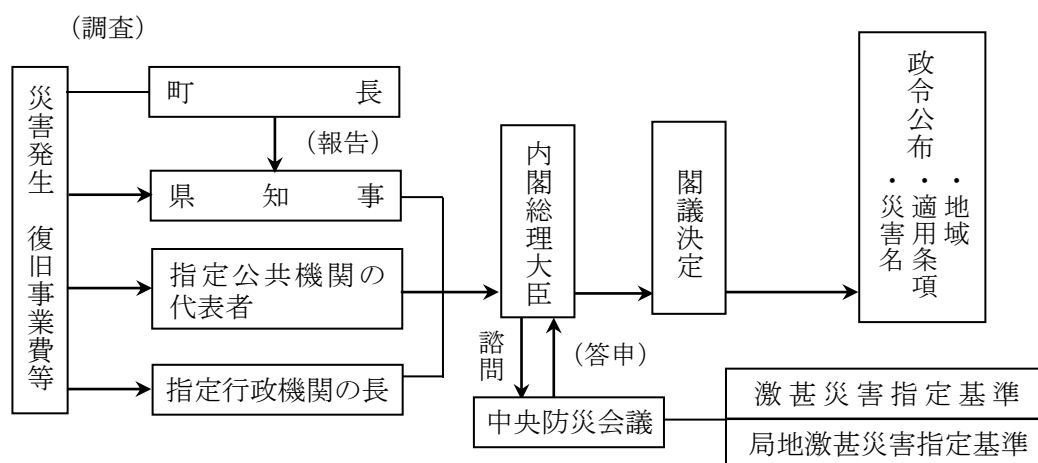 （調査）
災害発生　復旧事業費等
町　長
（報告）
県　知　事
指定公共機関の
代表者
指定行政機関の長
内閣総理大臣
諮問
（答申）
中央防災会議
激甚災害指定基準
局地激甚災害指定基準
閣議決定
政令公布
・地域
・適用条項
・災害名